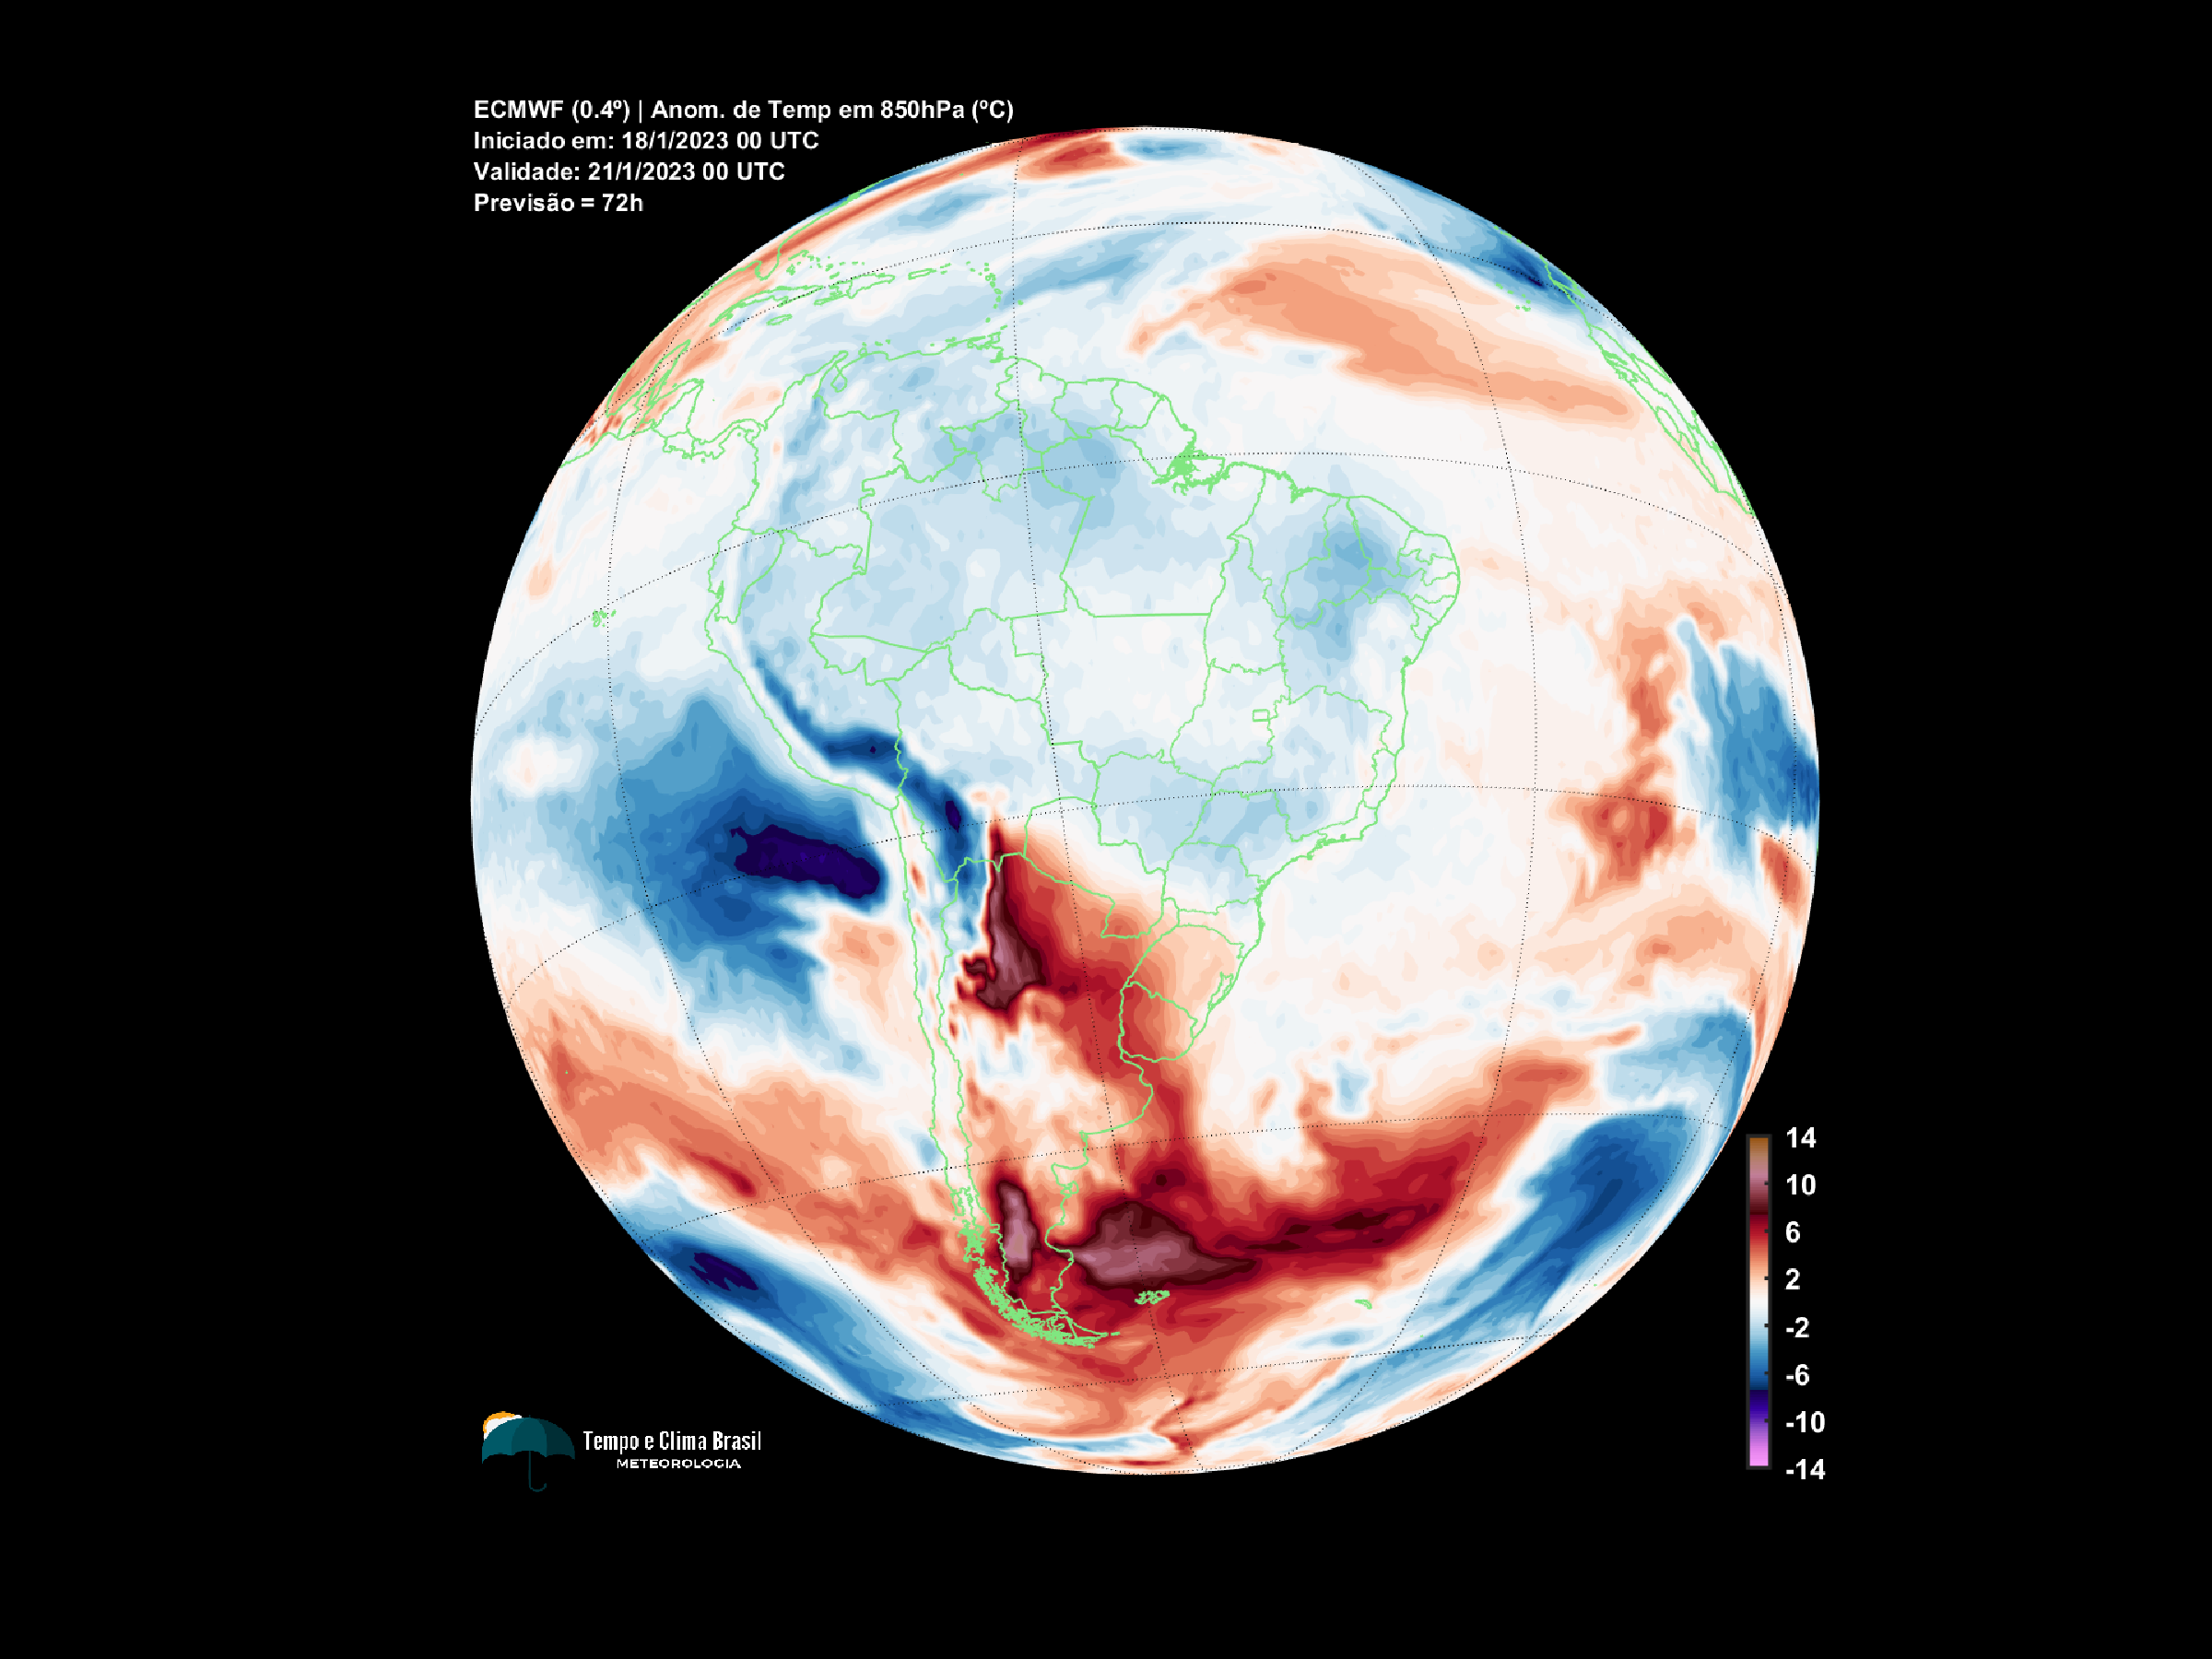 ECMWF (0.4º) | Anom. de Temp em 850hPa (ºC)
Iniciado em: 18/1/2023 00 UTC
Validade: 21/1/2023 00 UTC
Previsão = 72h
14
10
6
2
-2
-6
-10
-14
Tempo e Clima Brasil
METEOROLOGIA